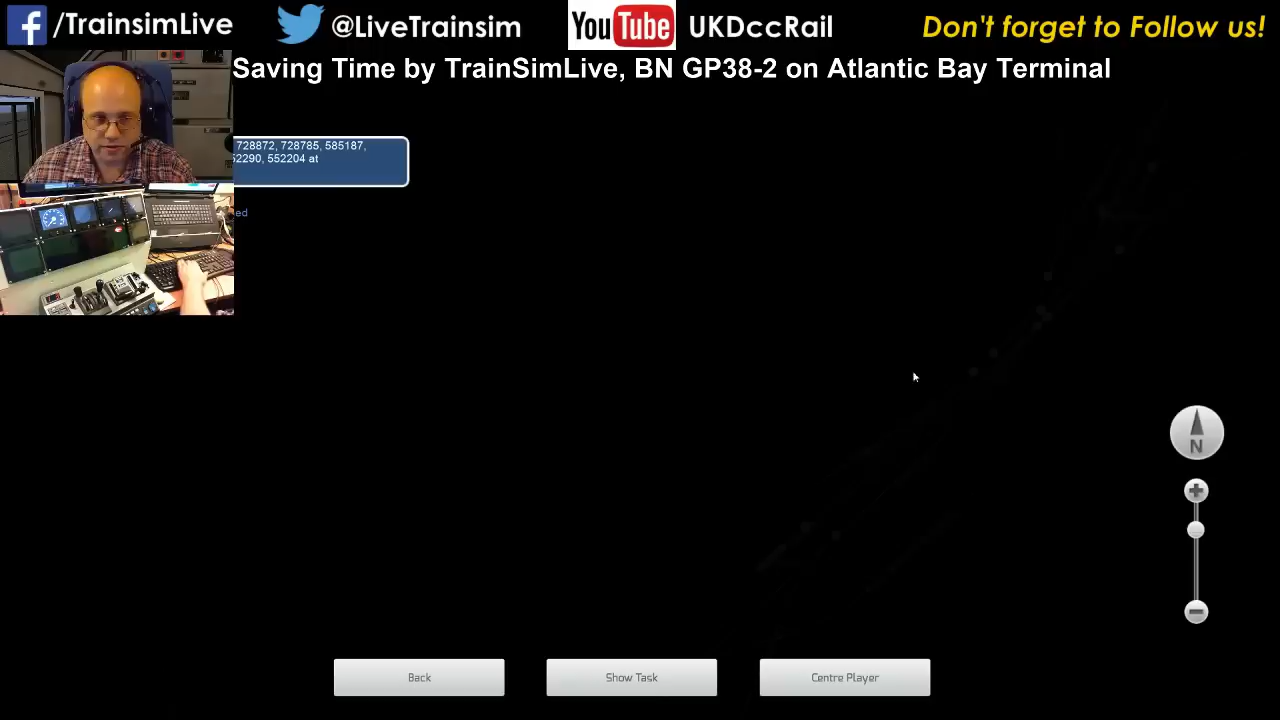 /TrainsimLive @LiveTrainsim YouTube UKDccRail Don't forget to Follow us!
Saving Time by TrainSimLive, BN GP38-2 on Atlantic Bay Terminal
728872, 728785, 585187,
552204 at
N
Back Show Task Centre Player